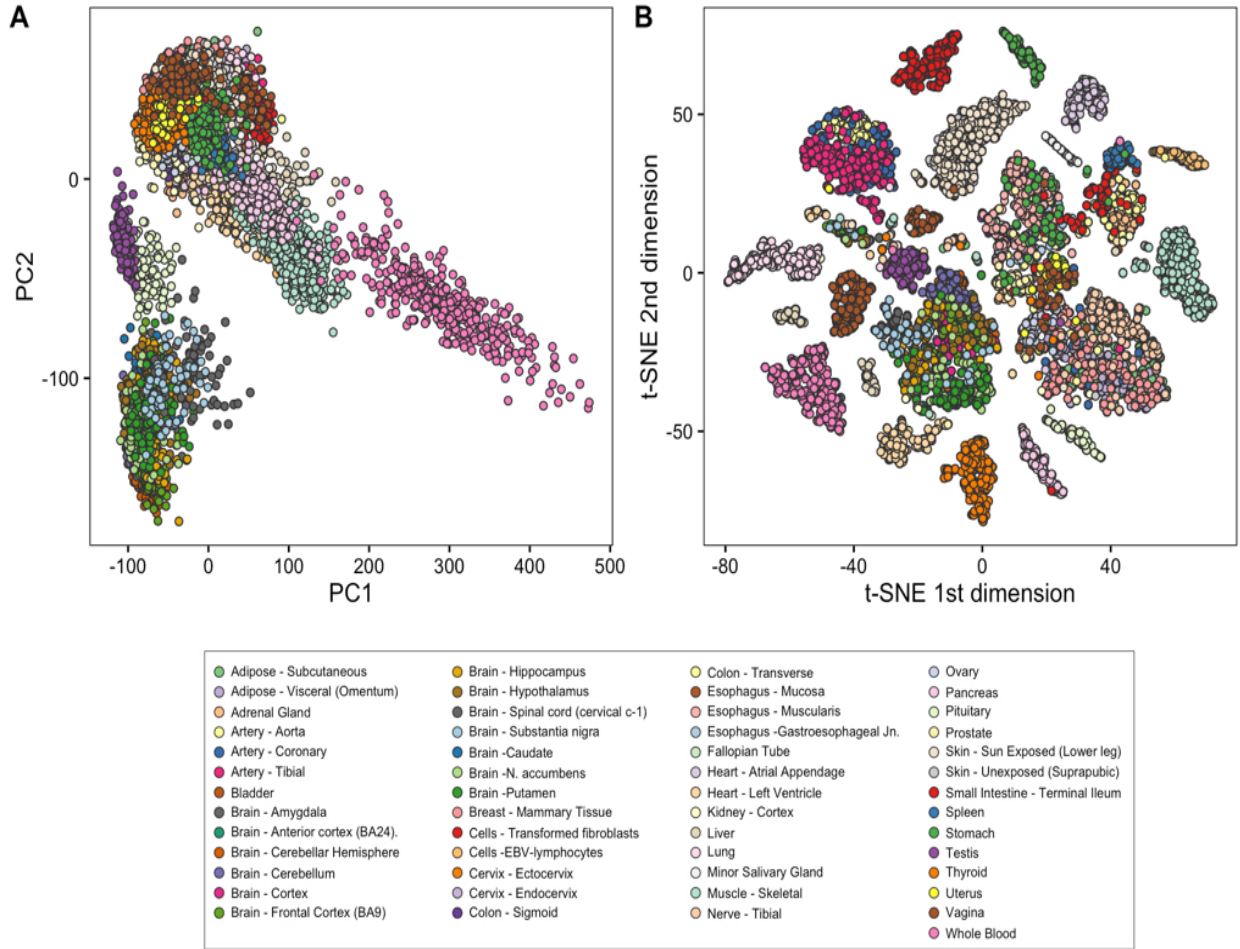 A
B
0
-100
PC2
-100
0
100
200
300
400
500
PC1
50
0
-50
t-SNE 2nd dimension
-80
-40
0
40
t-SNE 1st dimension
Adipose - Subcutaneous
Adipose - Visceral (Omentum)
Adrenal Gland
Artery - Aorta
Artery - Coronary
Artery - Tibial
Bladder
Brain - Amygdala
Brain - Anterior cortex (BA24).
Brain - Cerebellar Hemisphere
Brain - Cerebellum
Brain - Cortex
Brain - Frontal Cortex (BA9)
Brain - Hippocampus
Brain - Hypothalamus
Brain - Spinal cord (cervical c-1)
Brain - Substantia nigra
Brain -Caudate
Brain -N. accumbens
Brain -Putamen
Breast - Mammary Tissue
Cells - Transformed fibroblasts
Cells -EBV-lymphocytes
Cervix - Ectocervix
Cervix - Endocervix
Colon - Sigmoid
Colon - Transverse
Esophagus - Mucosa
Esophagus - Muscularis
Esophagus -Gastroesophageal Jn.
Fallopian Tube
Heart - Atrial Appendage
Heart - Left Ventricle
Kidney - Cortex
Liver
Lung
Minor Salivary Gland
Muscle - Skeletal
Nerve - Tibial
Ovary
Pancreas
Pituitary
Prostate
Skin - Sun Exposed (Lower leg)
Skin - Unexposed (Suprapubic)
Small Intestine - Terminal Ileum
Spleen
Stomach
Testis
Thyroid
Uterus
Vagina
Whole Blood